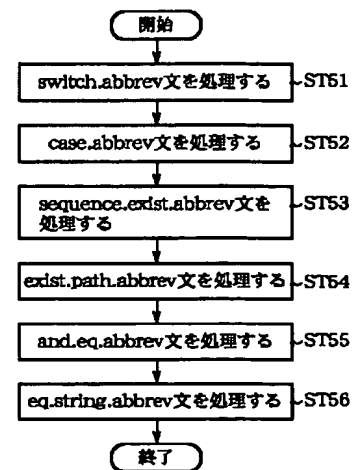 開始
switch.abbrev文を処理する ST51
case.abbrev文を処理する ST52
sequence.exist.abbrev文を ST53
処理する
exist.path.abbrev文を処理する ST54
and.eq.abbrev文を処理する ST55
eq.string.abbrev文を処理する ST56
終了